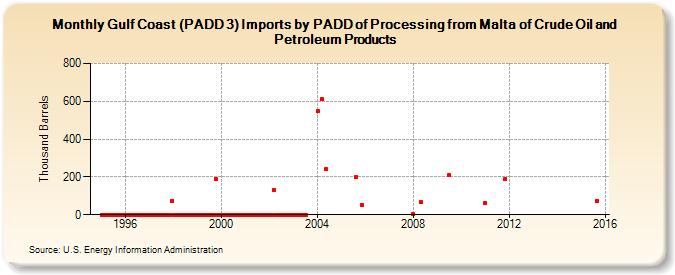 Monthly Gulf Coast (PADD 3) Imports by PADD of Processing from Malta of Crude Oil and
Petroleum Products
Thousand Barrels
800
600
400
200
0
1996 2000 2004 2008 2012 2016
Source: U.S. Energy Information Administration